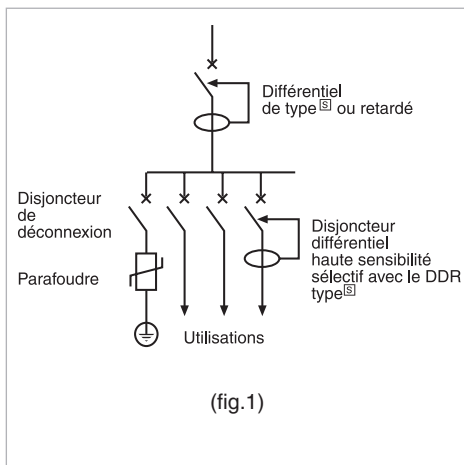 Différentiel
de type S ou retardé
Disjoncteur
de
déconnexion
Parafoudre
Disjoncteur
différentiel
haute sensibilité
sélectif avec le DDR
type S
Utilisations
(fig.1)